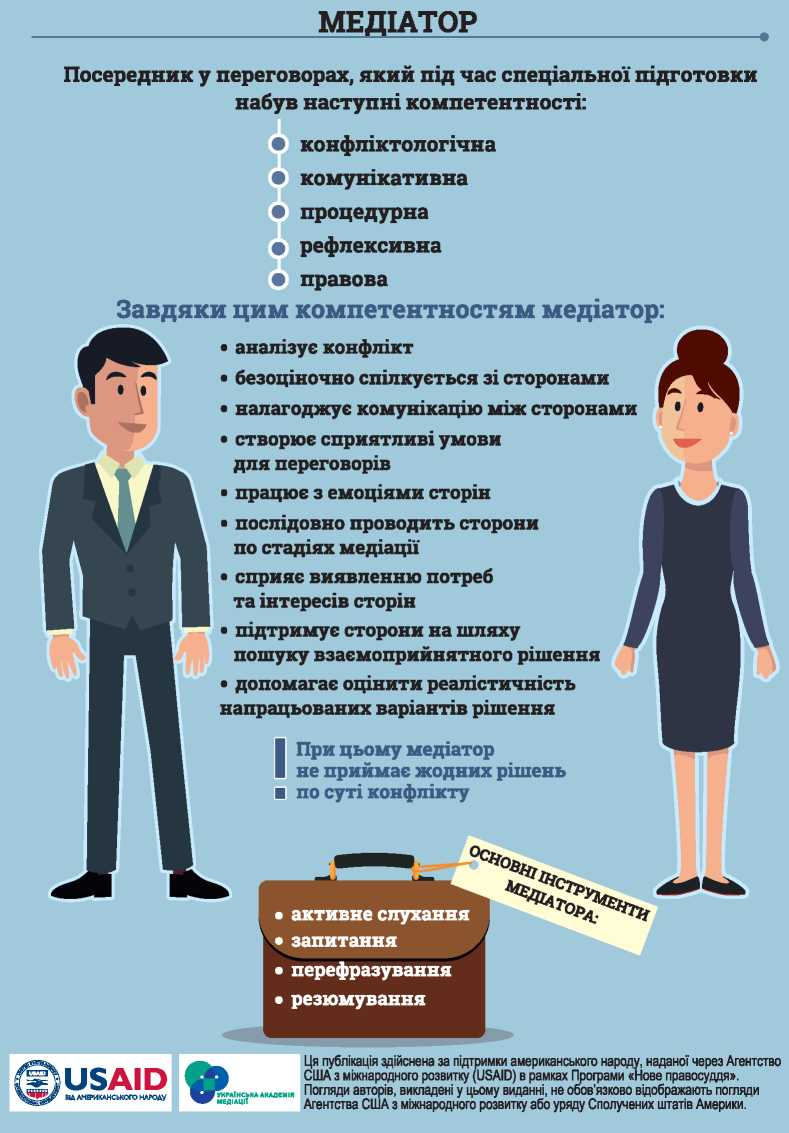 МЕДІАТОР
Посередник у переговорах, який під час спеціальної підготовки
набув наступні компетентності:
конфліктологічна
комунікативна
процедурна
рефлексивна
правова
Завдяки цим компетентностям медіатор:
• аналізує конфлікт
• безоціночно спілкується зі сторонами
• налагоджує комунікацію між сторонами
• створює сприятливі умови
для переговорів
• працює з емоціями сторін
• послідовно проводить сторони
по стадіях медіації
• сприяє виявленню потреб
та інтересів сторін
• підтримує сторони на шляху
пошуку взаємоприйнятного рішення
• допомагає оцінити реалістичність
напрацьованих варіантів рішення
При цьому медіатор
не приймає жодних рішень
по суті конфлікту
ОСНОВНІ ІНСТРУМЕНТИ
МЕДІАТОРА:
• активне слухання
• запитання
• перефразування
• резюмування
USAID
USAID
ВІД АМЕРИКАНСЬКОГО НАРОДУ
УКРАЇНСЬКА АКАДЕМІЯ
МЕДІАЦІЇ
Ця публікація здійснена за підтримки американського народу, наданої через Агентство
США з міжнародного розвитку (USAID) в рамках Програми «Нове правосуддя».
Погляди авторів, викладені у цьому виданні, не обов'язково відображають погляди
Агентства США з міжнародного розвитку або уряду Сполучених штатів Америки.